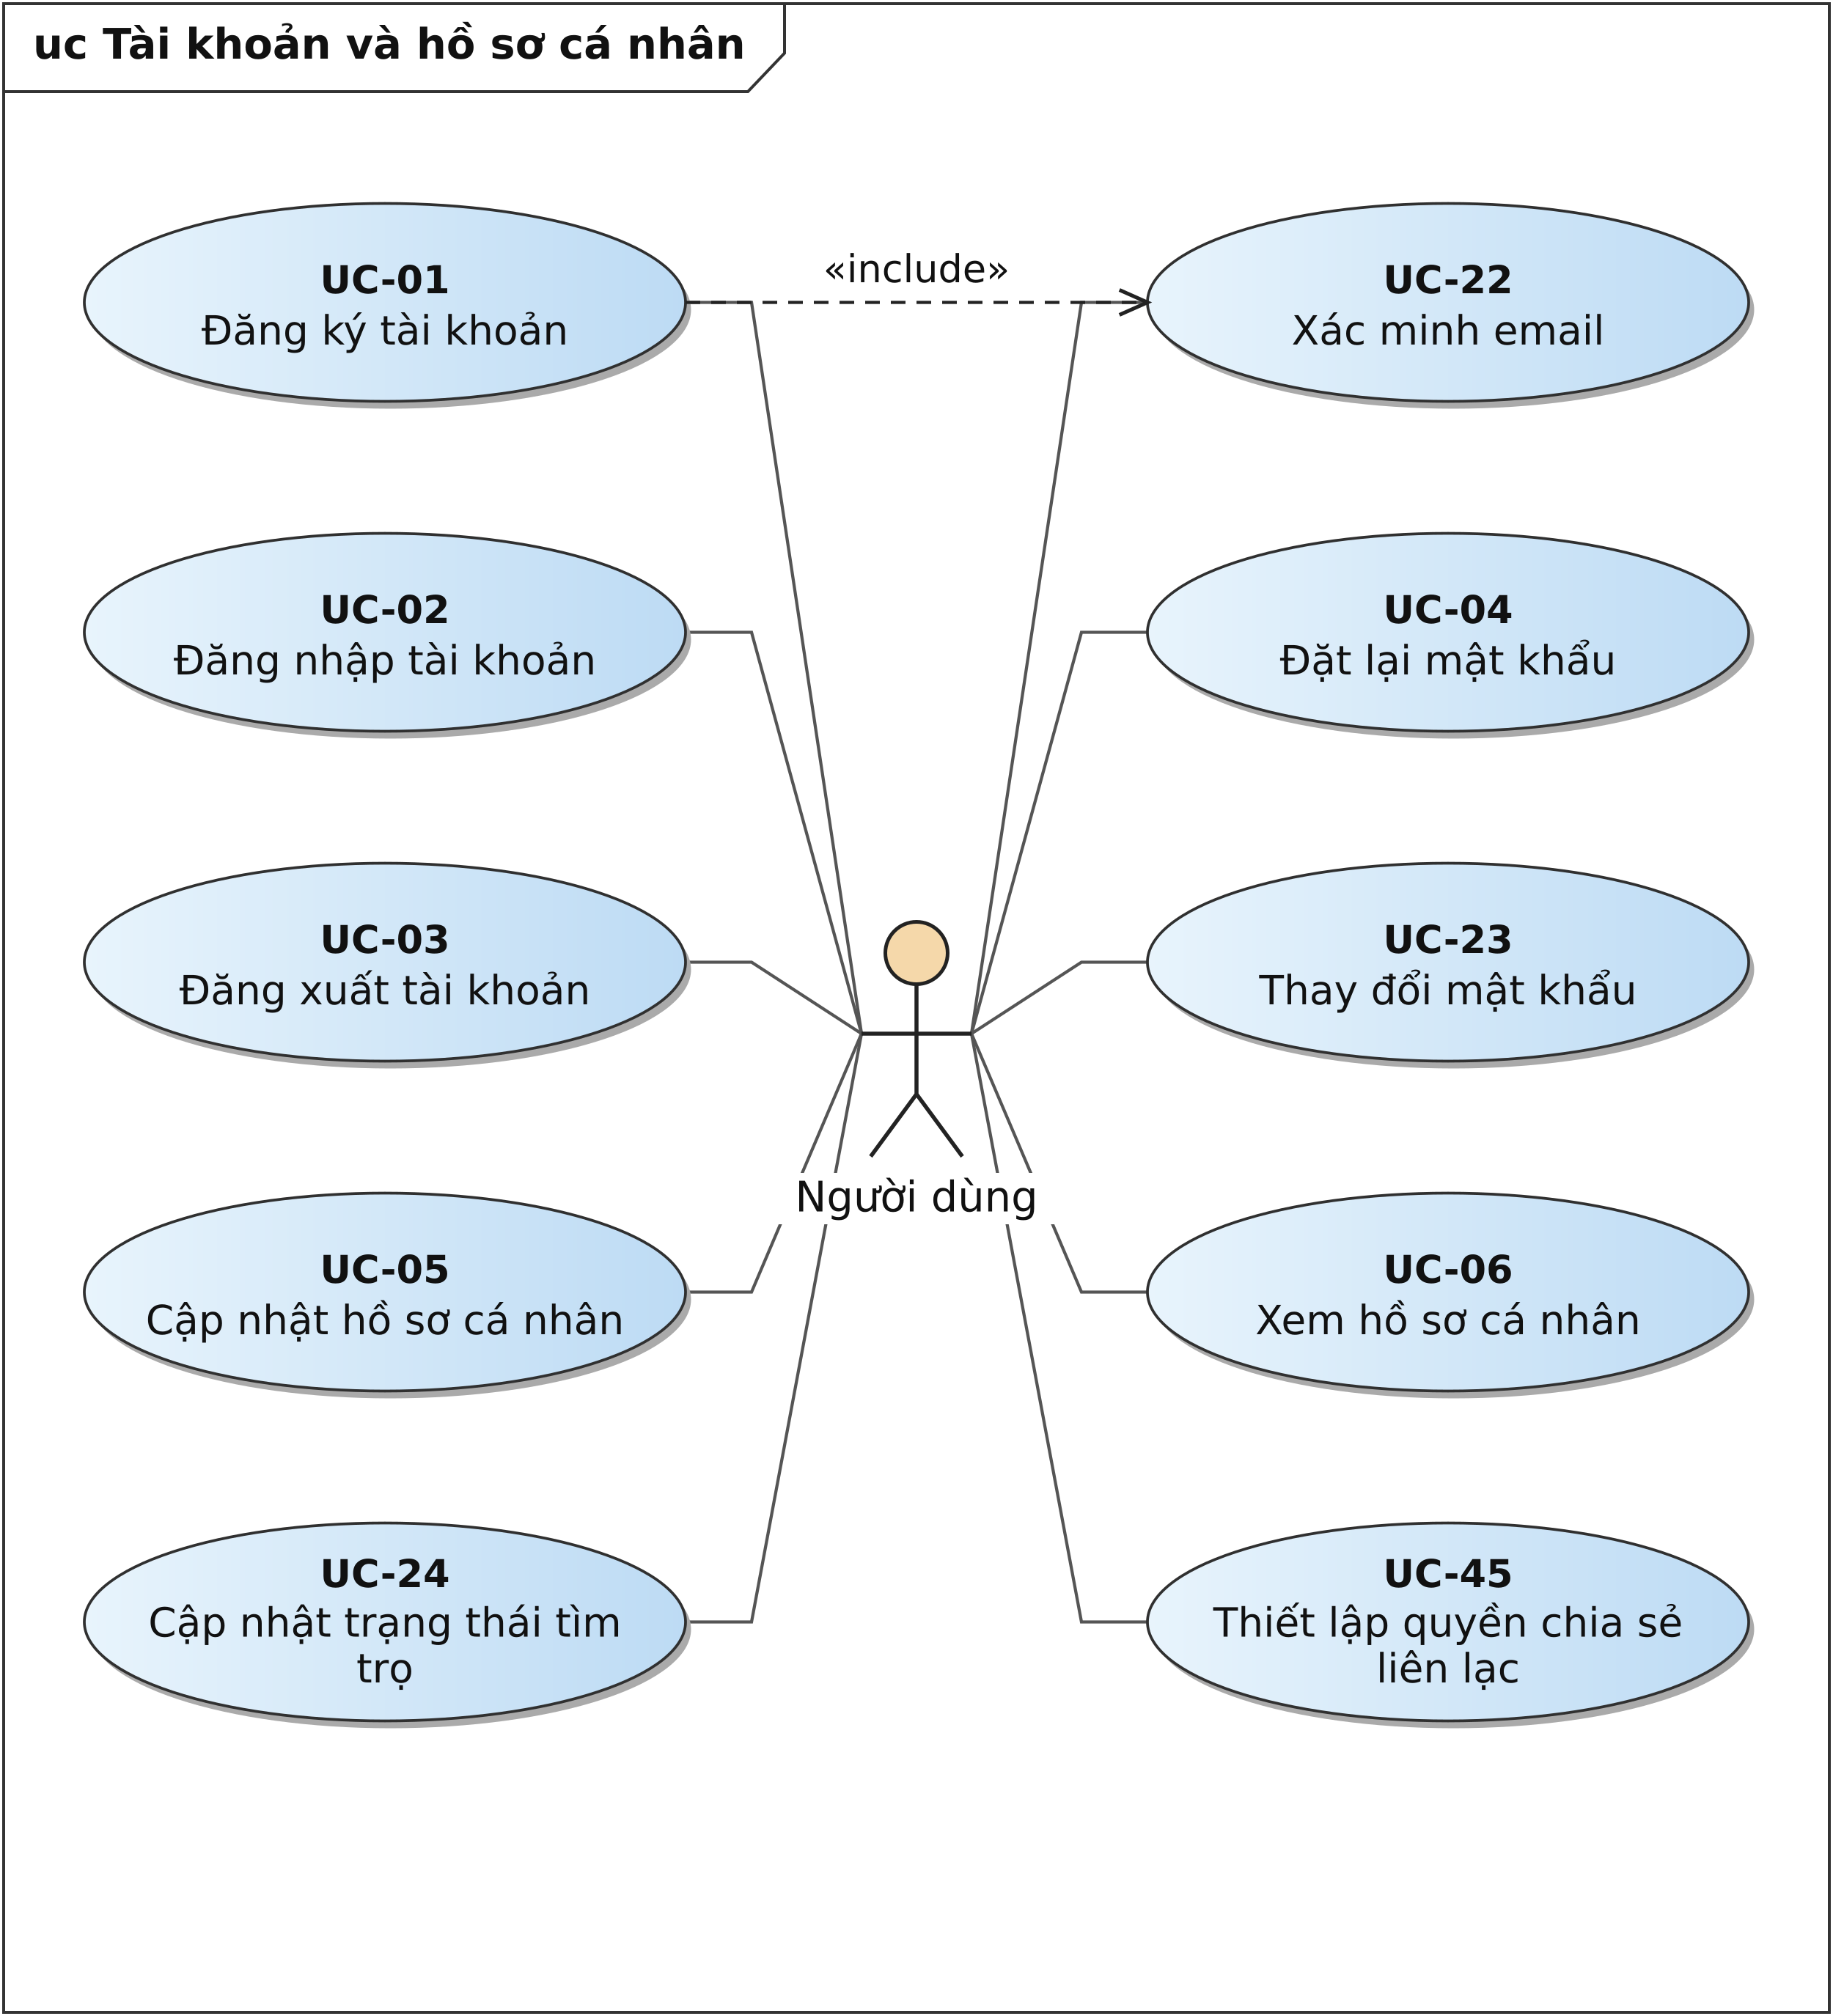 uc Tài khoản và hồ sơ cá nhân
UC-01
Đăng ký tài khoản
«include»
UC-22
Xác minh email
UC-02
Đăng nhập tài khoản
UC-04
Đặt lại mật khẩu
UC-03
Đăng xuất tài khoản
UC-23
Thay đổi mật khẩu
Người dùng
UC-05
Cập nhật hồ sơ cá nhân
UC-06
Xem hồ sơ cá nhân
UC-24
Cập nhật trạng thái tìm
trọ
UC-45
Thiết lập quyền chia sẻ
liên lạc